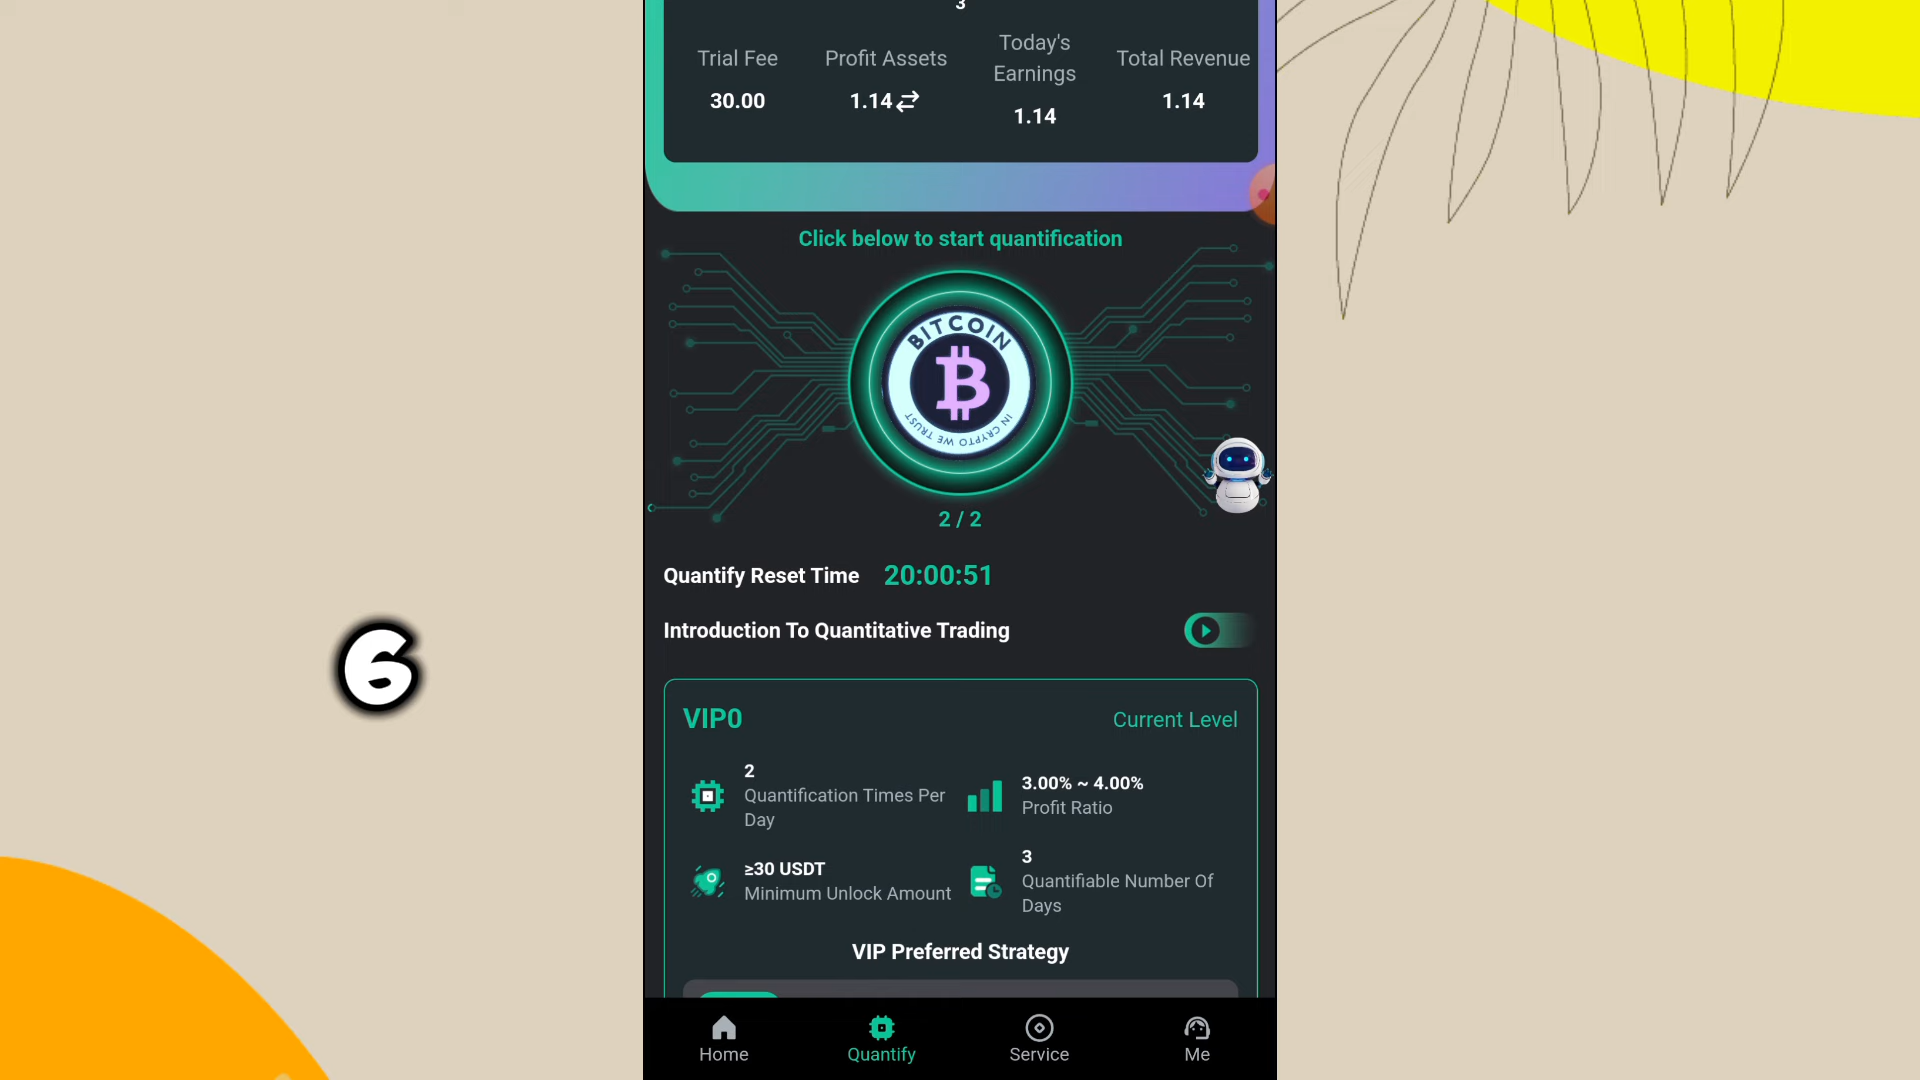 3
Trial Fee
30.00
Profit Assets
1.14
Today's
Earnings
1.14
Total Revenue
1.14
Click below to start quantification
BITCOIN
B
IN CRYPTO WE TRUST
2 / 2
Quantify Reset Time 20:00:51
Introduction To Quantitative Trading
6
VIP0
Current Level
2
Quantification Times Per
Day
3.00% ~ 4.00%
Profit Ratio
≥30 USDT
Minimum Unlock Amount
3
Quantifiable Number Of
Days
VIP Preferred Strategy
Home
Quantify
Service
Me